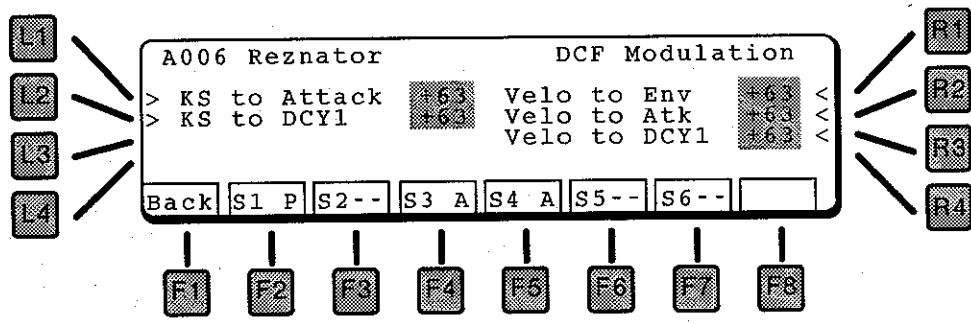 L1
L2
L3
L4
A006 Reznator DCF Modulation
> KS to Attack +63 Velo to Env +63 <
> KS to DCY1 +63 Velo to Atk +63 <
Velo to DCY1 +63 <
Back S1 P S2-- S3 A S4 A S5-- S6--
R1
R2
R3
R4
F1 F2 F3 F4 F5 F6 F7 F8